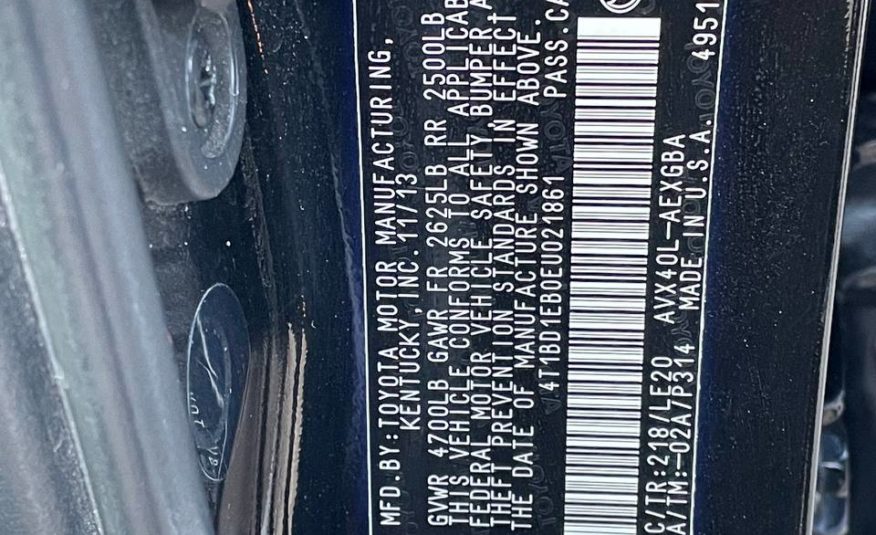 MFD.BY:TOYOTA MOTOR MANUFACTURING,
KENTUCKY,INC. 11/13
GVWR 4700LB GAWR FR 2625LB RR 2500LB
THIS VEHICLE CONFORMS TO ALL APPLICAB
FEDERAL MOTOR VEHICLE SAFETY BUMPER,A
THEFT PREVENTION STANDARDS IN EFFECT
THE DATE OF MANUFACTURE SHOWN ABOVE.
4T1BD1EB0EU021861 PASS.CA
C/TR:218/LE20 AVX40L-AEXGBA
A/TM:-02A/P314 MADE IN U.S.A. 4951